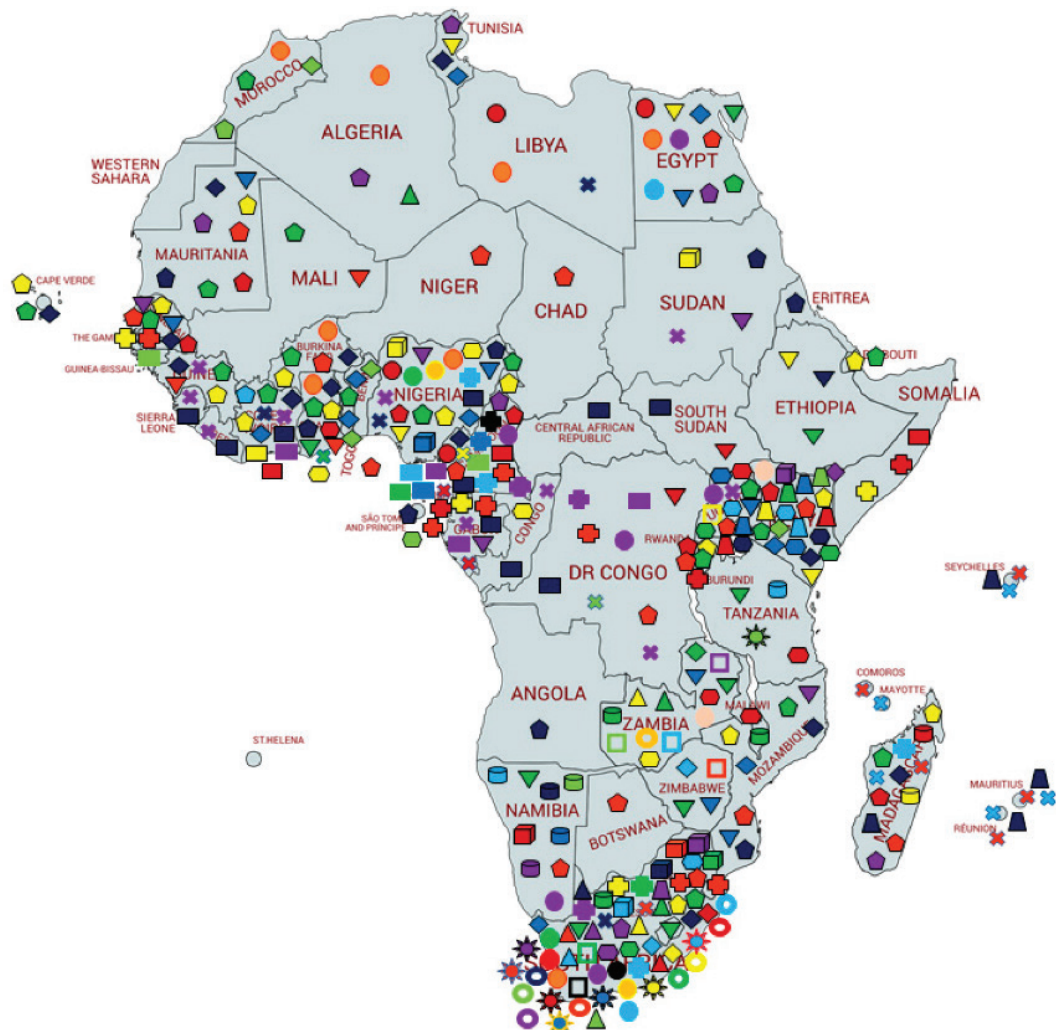 TUNISIA
MOROCCO
ALGERIA
LIBYA
EGYPT
WESTERN
SAHARA
MAURITANIA
MALI
NIGER
CHAD
SUDAN
ERITREA
CAPE VERDE
THE GAM
BURKINA
GUINEA-BISSAU
NIGERIA
ETHIOPIA
SOMALIA
SIERRA
LEONE
TOGO
CENTRAL AFRICAN
REPUBLIC
SOUTH
SUDAN
SÃO TOM
AND PRÍNCIPE
CONGO
RWANDA
DR CONGO
BURUNDI
TANZANIA
SEYCHELLES
COMOROS
MAYOTTE
ANGOLA
ZAMBIA
MALAWI
MOZAMBIQUE
ST.HELENA
ZIMBABWE
NAMIBIA
BOTSWANA
MADAGASCAR
MAURITIUS
RÉUNION